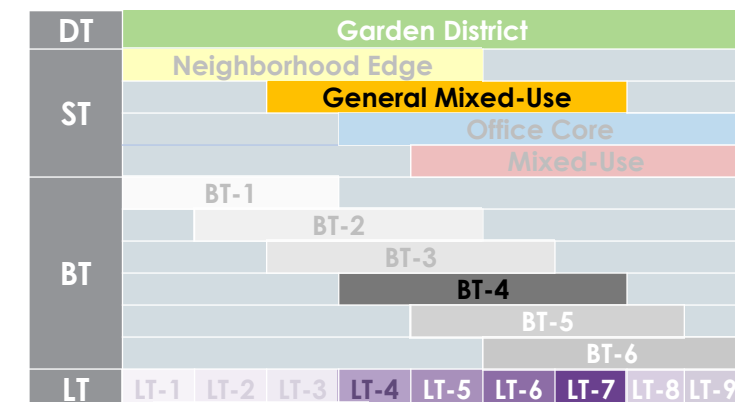 DT Garden District
ST
Neighborhood Edge
General Mixed-Use
Office Core
Mixed-Use
BT
BT-1
BT-2
BT-3
BT-4
BT-5
BT-6
LT LT-1 LT-2 LT-3 LT-4 LT-5 LT-6 LT-7 LT-8 LT-9